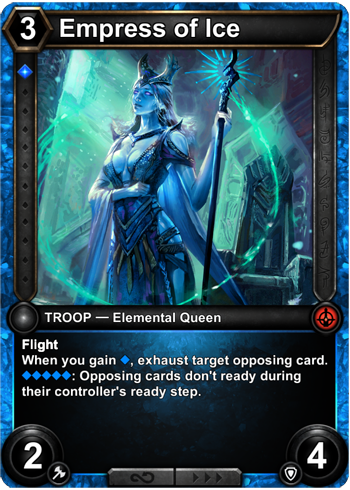 3 Empress of Ice
TROOP — Elemental Queen
Flight
When you gain ◆, exhaust target opposing card.
◆◆◆◆◆: Opposing cards don't ready during
their controller's ready step.
2 4